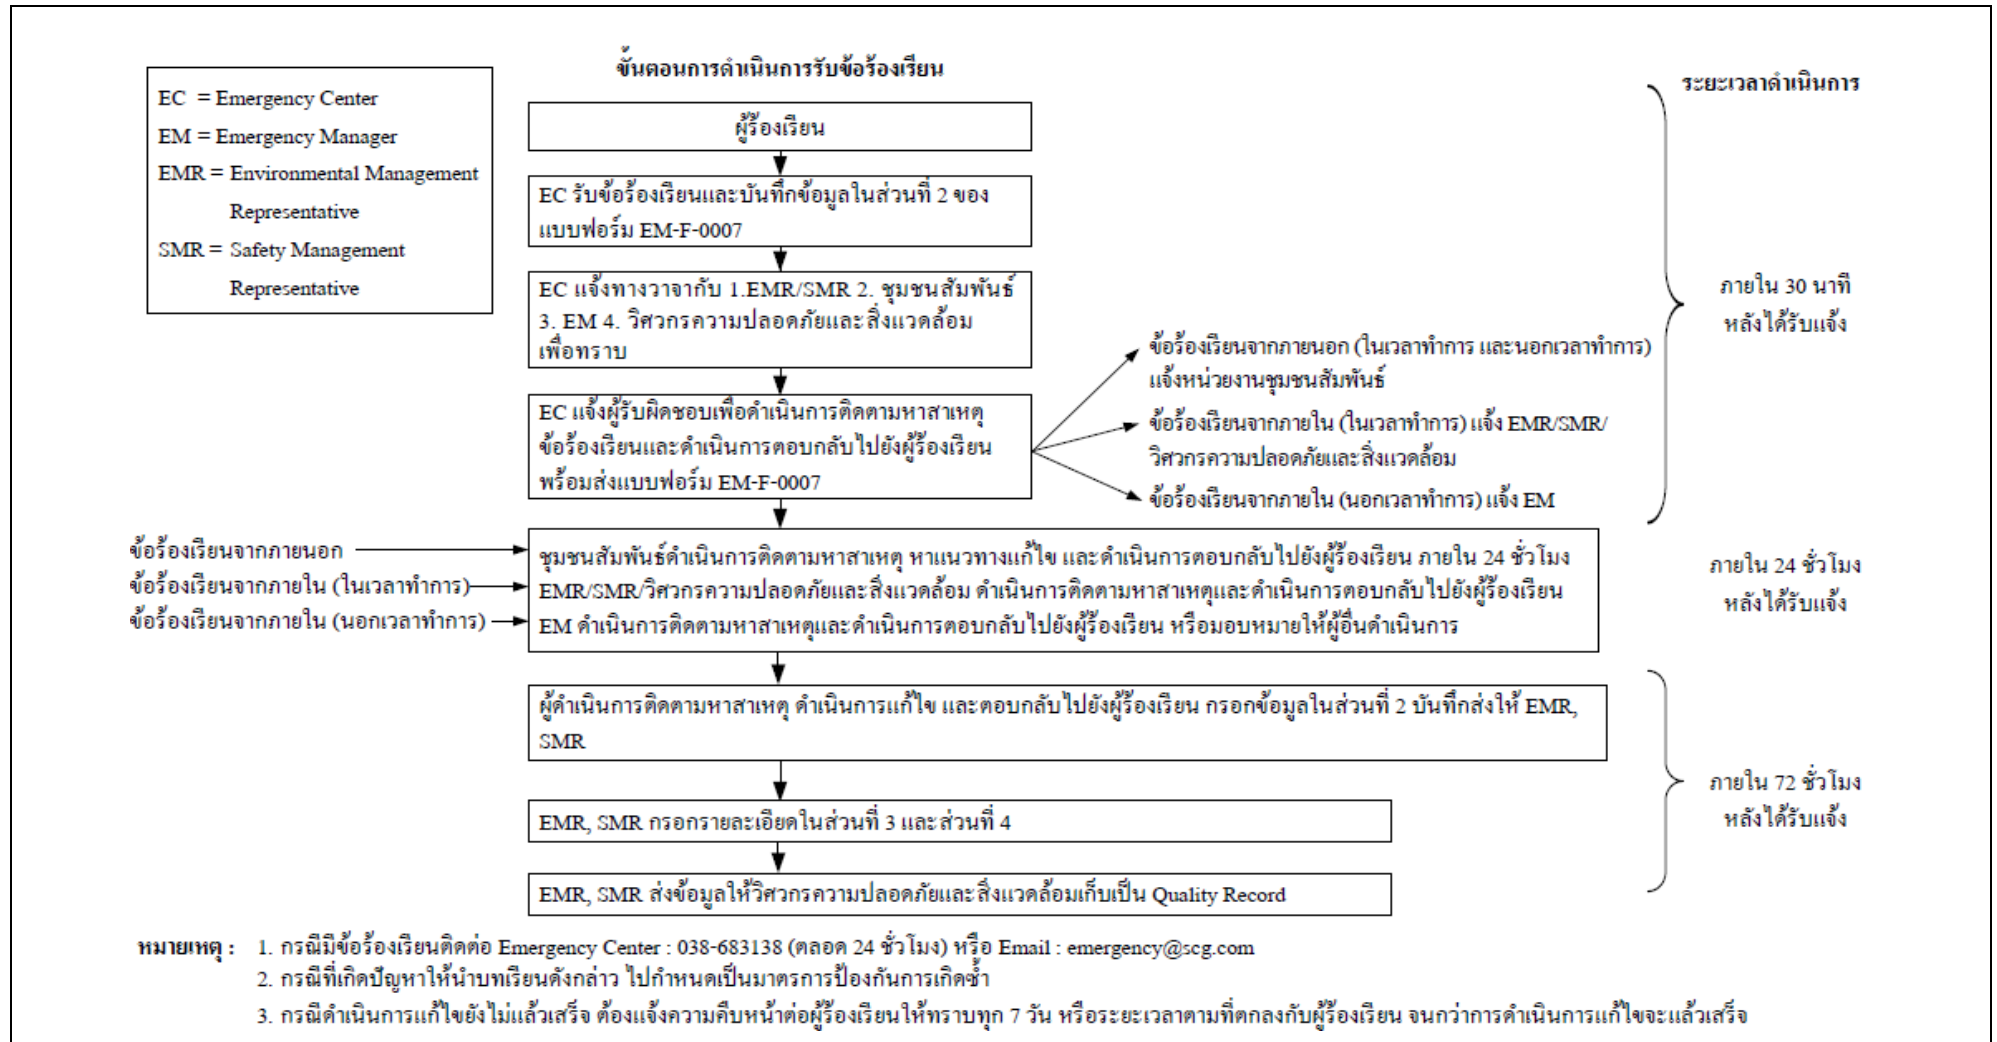 ขั้นตอนการดำเนินการรับข้อร้องเรียน
ระยะเวลาดำเนินการ
EC = Emergency Center
EM = Emergency Manager
EMR = Environmental Management
Representative
SMR = Safety Management
Representative
ผู้ร้องเรียน
EC รับข้อร้องเรียนและบันทึกข้อมูลในส่วนที่ 2 ของ
แบบฟอร์ม EM-F-0007
EC แจ้งทางวาจากับ 1.EMR/SMR 2. ชุมชนสัมพันธ์
3. EM 4. วิศวกรความปลอดภัยและสิ่งแวดล้อม
เพื่อทราบ
EC แจ้งผู้รับผิดชอบเพื่อดำเนินการติดตามหาสาเหตุ
ข้อร้องเรียนและดำเนินการตอบกลับไปยังผู้ร้องเรียน
พร้อมส่งแบบฟอร์ม EM-F-0007
ข้อร้องเรียนจากภายนอก (ในเวลาทำการ และนอกเวลาทำการ)
แจ้งหน่วยงานชุมชนสัมพันธ์
ข้อร้องเรียนจากภายใน (ในเวลาทำการ) แจ้ง EMR/SMR/
วิศวกรความปลอดภัยและสิ่งแวดล้อม
ข้อร้องเรียนจากภายใน (นอกเวลาทำการ) แจ้ง EM
ภายใน 30 นาที
หลังได้รับแจ้ง
ข้อร้องเรียนจากภายนอก
ข้อร้องเรียนจากภายใน (ในเวลาทำการ)
ข้อร้องเรียนจากภายใน (นอกเวลาทำการ)
ชุมชนสัมพันธ์ดำเนินการติดตามหาสาเหตุ หาแนวทางแก้ไข และดำเนินการตอบกลับไปยังผู้ร้องเรียน ภายใน 24 ชั่วโมง
EMR/SMR/วิศวกรความปลอดภัยและสิ่งแวดล้อม ดำเนินการติดตามหาสาเหตุและดำเนินการตอบกลับไปยังผู้ร้องเรียน
EM ดำเนินการติดตามหาสาเหตุและดำเนินการตอบกลับไปยังผู้ร้องเรียน หรือมอบหมายให้ผู้อื่นดำเนินการ
ภายใน 24 ชั่วโมง
หลังได้รับแจ้ง
ผู้ดำเนินการติดตามหาสาเหตุ ดำเนินการแก้ไข และตอบกลับไปยังผู้ร้องเรียน กรอกข้อมูลในส่วนที่ 2 บันทึกส่งให้ EMR,
SMR
EMR, SMR กรอกรายละเอียดในส่วนที่ 3 และส่วนที่ 4
EMR, SMR ส่งข้อมูลให้วิศวกรความปลอดภัยและสิ่งแวดล้อมเก็บเป็น Quality Record
ภายใน 72 ชั่วโมง
หลังได้รับแจ้ง
หมายเหตุ : 1. กรณีมีข้อร้องเรียนติดต่อ Emergency Center : 038-683138 (ตลอด 24 ชั่วโมง) หรือ Email : emergency@scg.com
2. กรณีที่เกิดปัญหาให้นำบทเรียนดังกล่าว ไปกำหนดเป็นมาตรการป้องกันการเกิดซ้ำ
3. กรณีดำเนินการแก้ไขยังไม่แล้วเสร็จ ต้องแจ้งความคืบหน้าต่อผู้ร้องเรียนให้ทราบทุก 7 วัน หรือระยะเวลาตามที่ตกลงกับผู้ร้องเรียน จนกว่าการดำเนินการแก้ไขจะแล้วเสร็จ